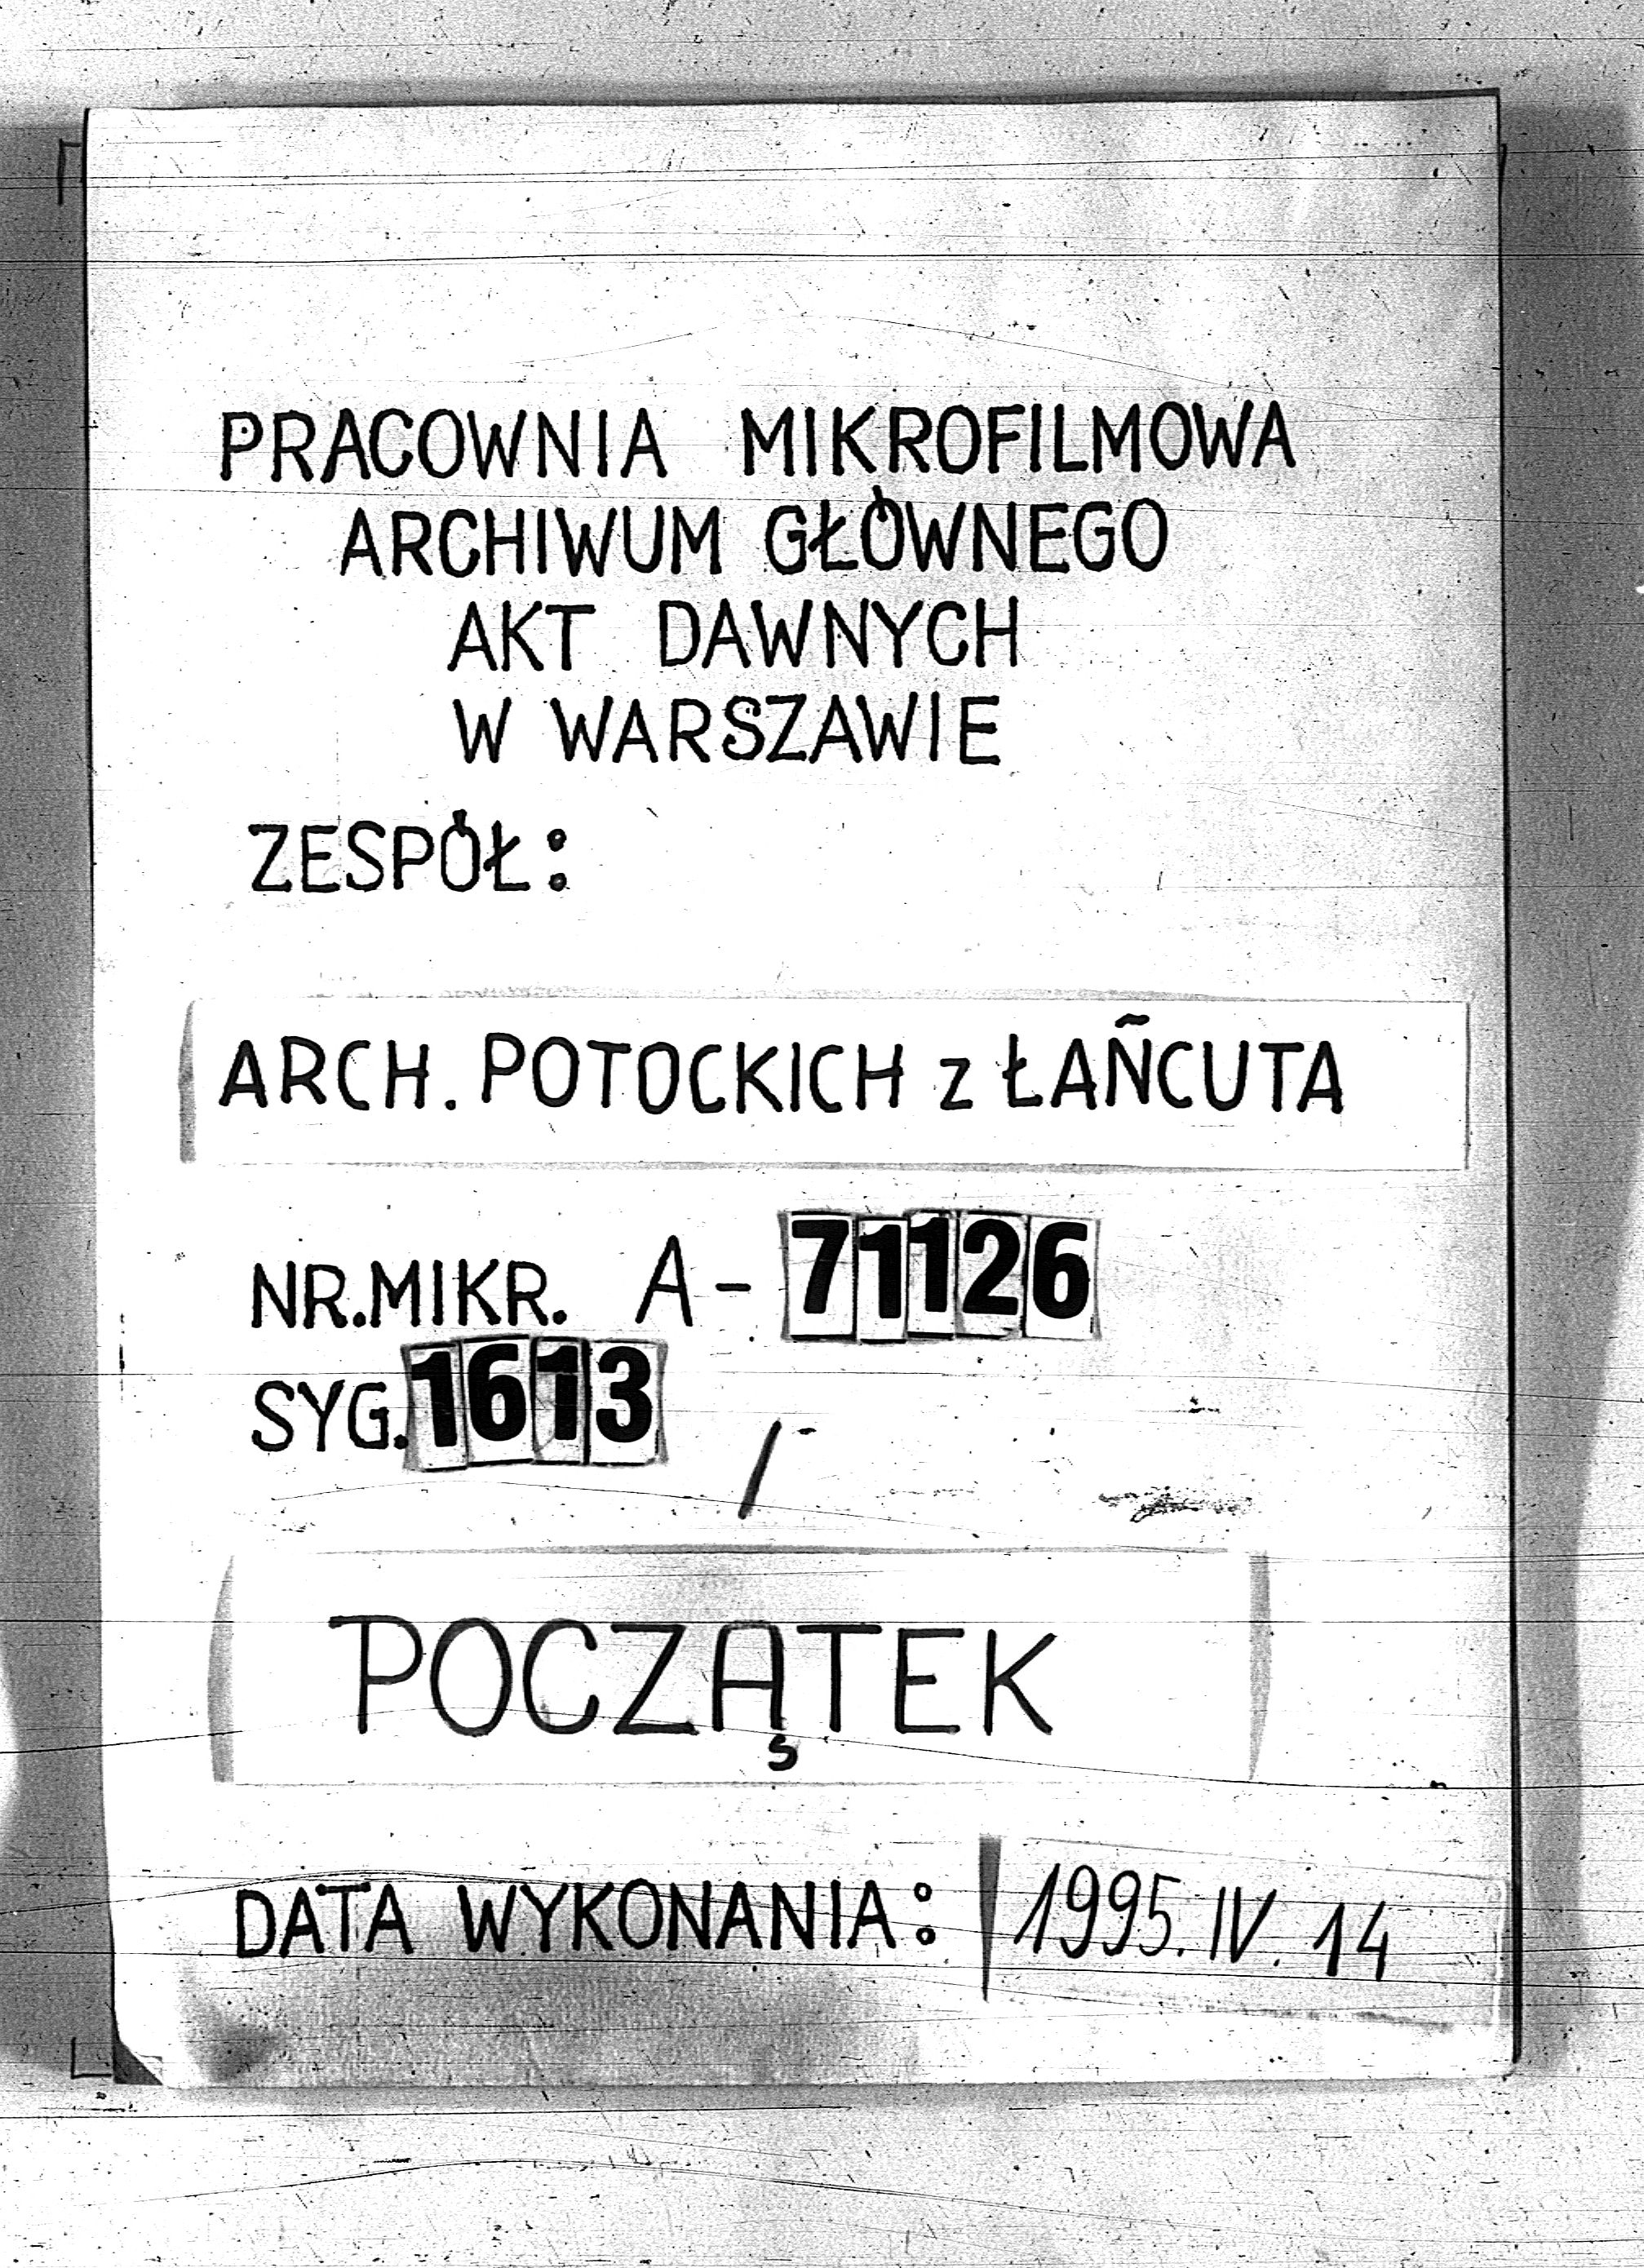 PRACOWNIA MIKROFILMOWA
ARCHIWUM GŁÓWNEGO
AKT DAWNYCH
W WARSZAWIE
ZESPÓŁ:
ARCH. POTOCKICH z ŁAÑCUTA
NR.MIKR. A-71126
SYG.1613 /
POCZĄTEK
DATA WYKONANIA: 1995.IV.14